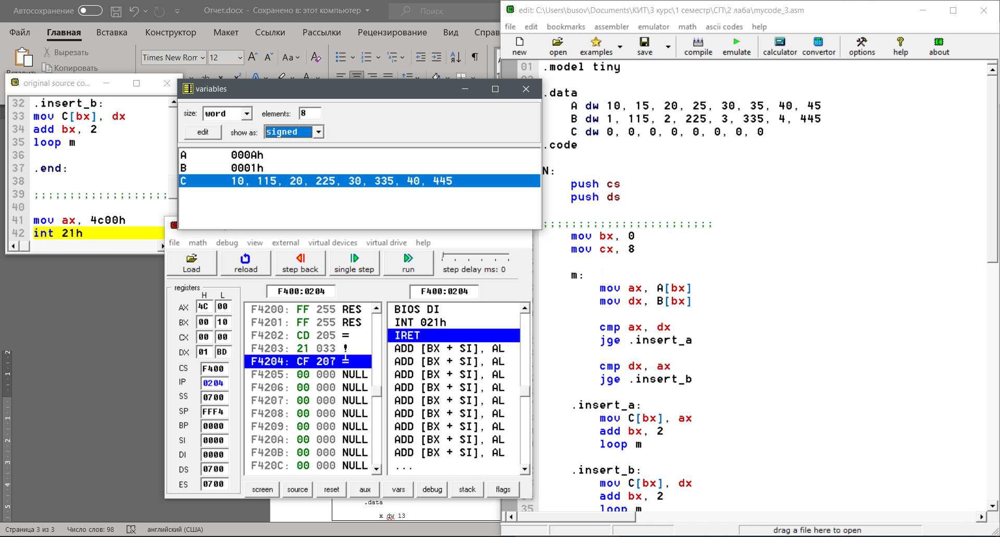 Автосохранение
Отчет.docx - Сохранено в: этот компьютер
Поиск
Файл Главная Вставка Конструктор Макет Ссылки Рассылки Рецензирование Вид Справ
Вырезать
Копировать
Times New Ron 12
original source co...
32 .insert_b:
33 mov C[bx], dx
34 add bx, 2
35 loop m
36
37 .end:
38
39 ;;;;;;;;;;;;;;;;;;;
40
41 mov ax, 4c00h
42 int 21h
variables
size: word elements: 8
edit show as: signed
A 000Ah
B 0001h
C 10, 115, 20, 225, 30, 335, 40, 445
file math debug view external virtual devices virtual drive help
Load reload step back single step run step delay ms: 0
registers
H L
AX 4C 00
BX 00 10
CX 00 00
DX 01 BD
CS F400
IP 0204
SS 0700
SP FFF4
BP 0000
SI 0000
DI 0000
DS 0700
ES 0700
F400:0204
F4200: FF 255 RES
F4201: FF 255 RES
F4202: CD 205 =
F4203: 21 033 !
F4204: CF 207 ╧
F4205: 00 000 NULL
F4206: 00 000 NULL
F4207: 00 000 NULL
F4208: 00 000 NULL
F4209: 00 000 NULL
F420A: 00 000 NULL
F420B: 00 000 NULL
F420C: 00 000 NULL
F400:0204
BIOS DI
INT 021h
IRET
ADD [BX + SI], AL
ADD [BX + SI], AL
ADD [BX + SI], AL
ADD [BX + SI], AL
ADD [BX + SI], AL
ADD [BX + SI], AL
ADD [BX + SI], AL
ADD [BX + SI], AL
ADD [BX + SI], AL
...
screen source reset aux vars debug stack flags
.data
x dw 13
Страница 3 из 3 Число слов: 98 английский (США)
edit: C:\Users\busov\Documents\КИТ\3 курс\1 семестр\СП\2 лаба\mycode_3.asm
file edit bookmarks assembler emulator math ascii codes help
new open examples save compile emulate calculator convertor options help about
01 .model tiny
.data
A dw 10, 15, 20, 25, 30, 35, 40, 45
B dw 1, 115, 2, 225, 3, 335, 4, 445
C dw 0, 0, 0, 0, 0, 0, 0, 0
.code
N:
push cs
push ds
;;;;;;;;;;;;;;;;;;;;;;;;
mov bx, 0
mov cx, 8
m:
mov ax, A[bx]
mov dx, B[bx]
cmp ax, dx
jge .insert_a
cmp dx, ax
jge .insert_b
.insert_a:
mov C[bx], ax
add bx, 2
loop m
.insert_b:
mov C[bx], dx
add bx, 2
35 loop m
drag a file here to open